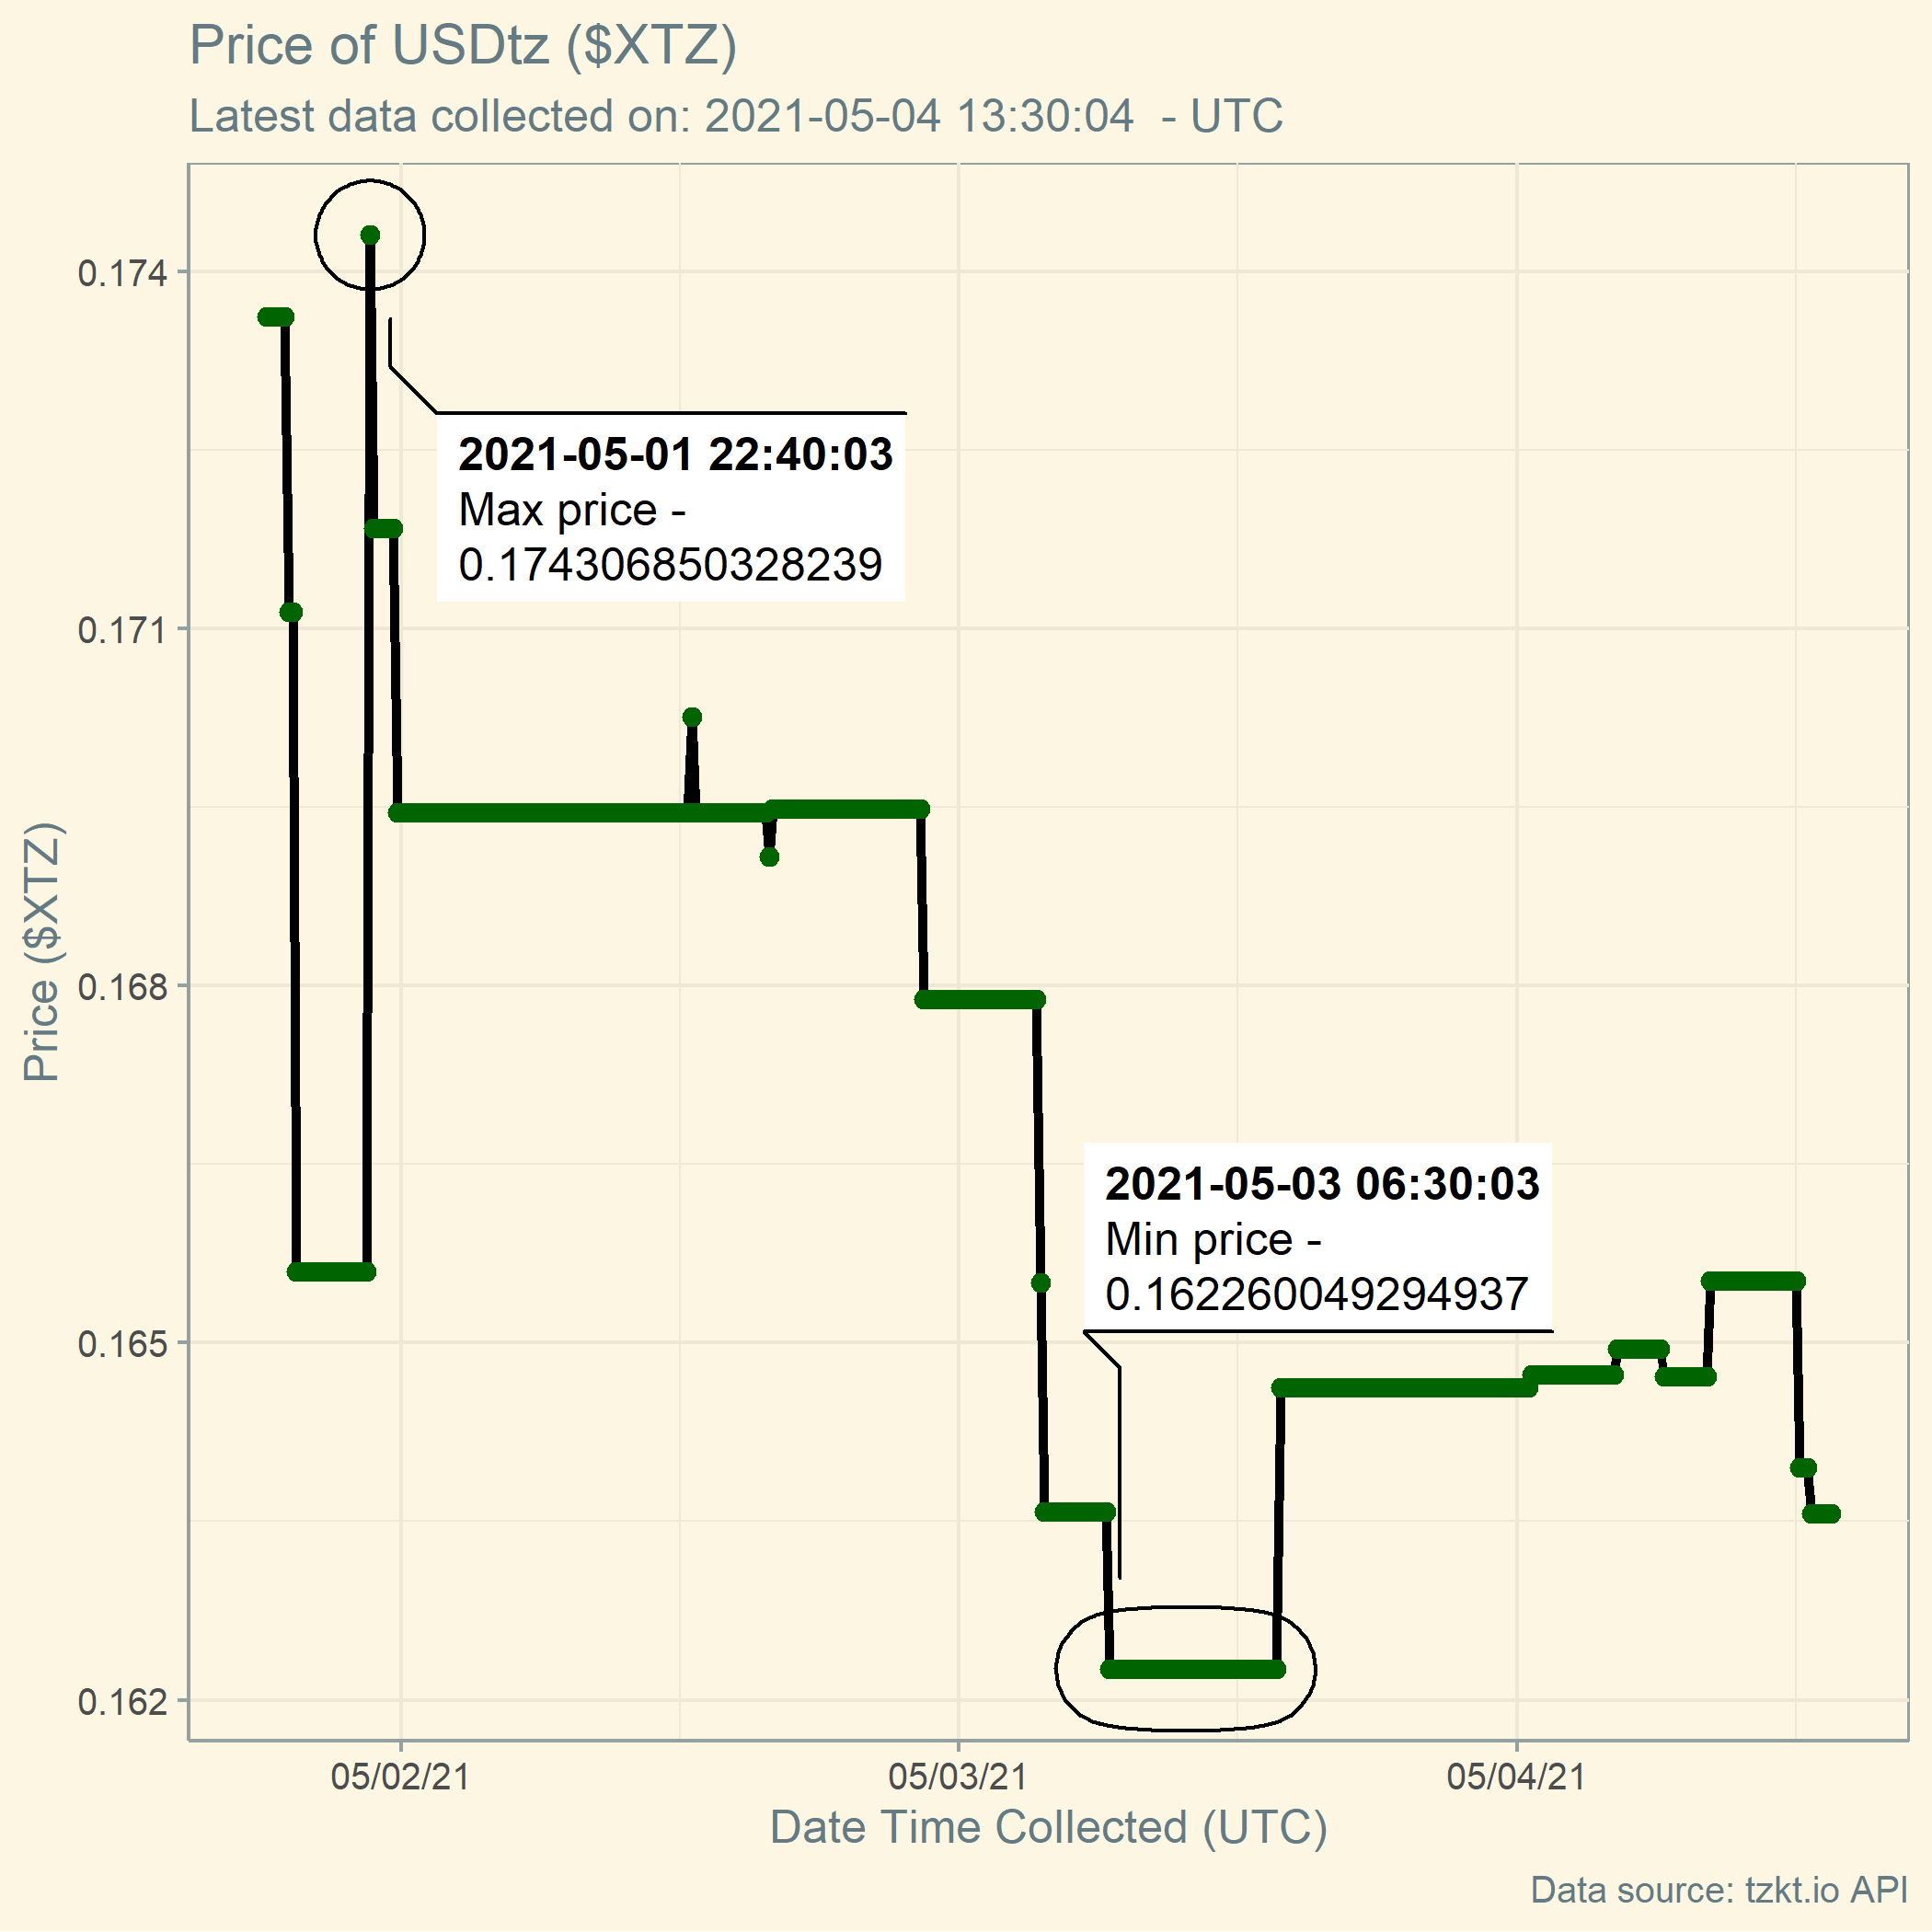 Price of USDtz ($XTZ)
Latest data collected on: 2021-05-04 13:30:04  - UTC
Price ($XTZ)
0.174
0.171
0.168
0.165
0.162
2021-05-01 22:40:03
Max price -
0.174306850328239
2021-05-03 06:30:03
Min price -
0.162260049294937
05/02/21
05/03/21
05/04/21
Date Time Collected (UTC)
Data source: tzkt.io API